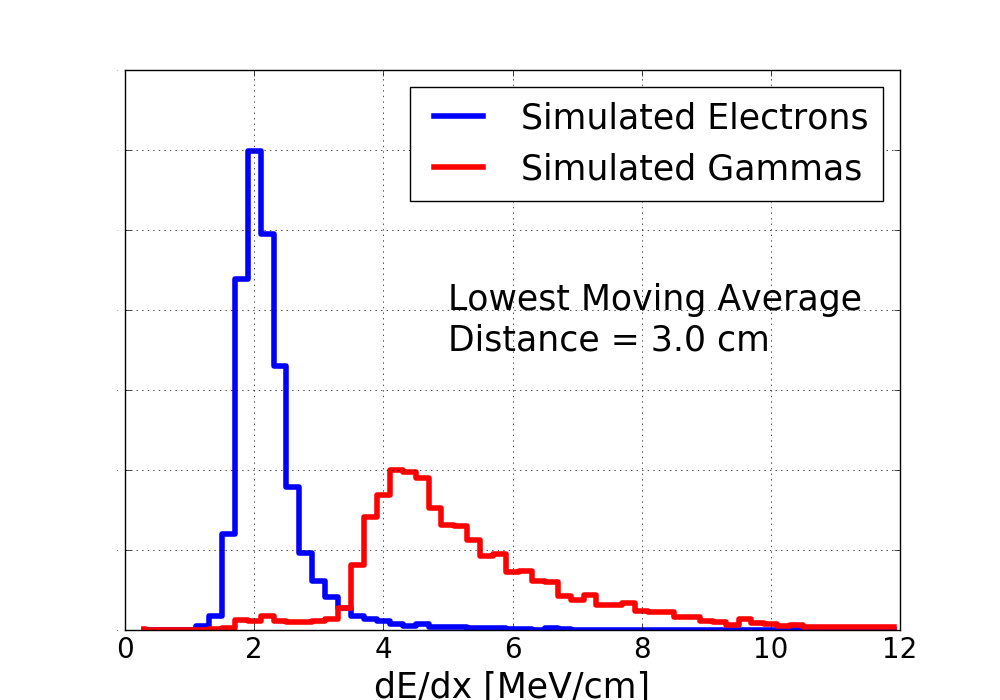 Simulated Electrons
Simulated Gammas
Lowest Moving Average
Distance = 3.0 cm
0 2 4 6 8 10 12
dE/dx [MeV/cm]